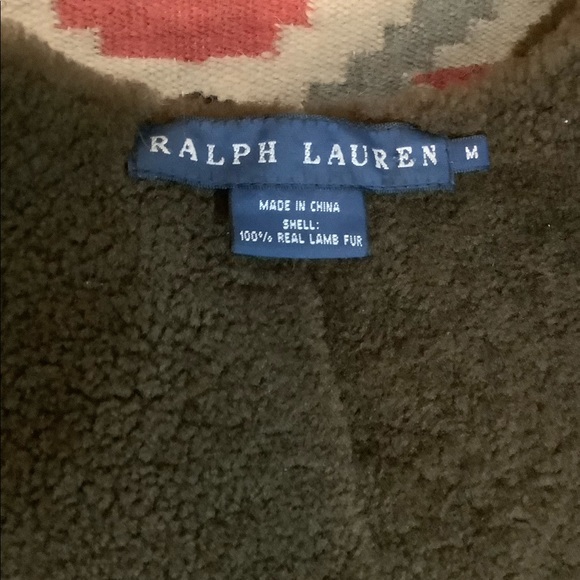 RALPH LAUREN M
MADE IN CHINA
SHELL:
100% REAL LAMB FUR